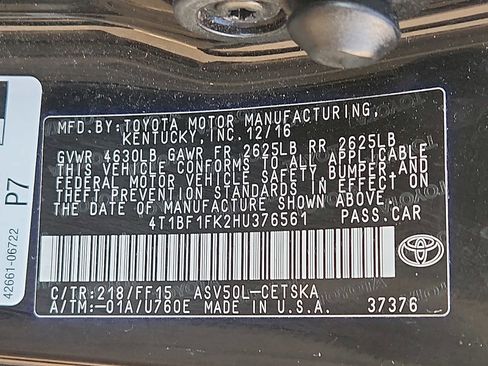 MFD. BY: TOYOTA MOTOR MANUFACTURING,
KENTUCKY, INC. 12/16
GVWR 4630LB GAWR FR 2625LB RR 2625LB
THIS VEHICLE CONFORMS TO ALL APPLICABLE
FEDERAL MOTOR VEHICLE SAFETY, BUMPER, AND
THEFT PREVENTION STANDARDS IN EFFECT ON
THE DATE OF MANUFACTURE SHOWN ABOVE.
4T1BF1FK2HU376561 PASS.CAR
C/TR:218/FF15 ASV50L-CETSKA
A/TM:-01A/U760E MADE IN U.S.A. 37376
P7
42661-06722